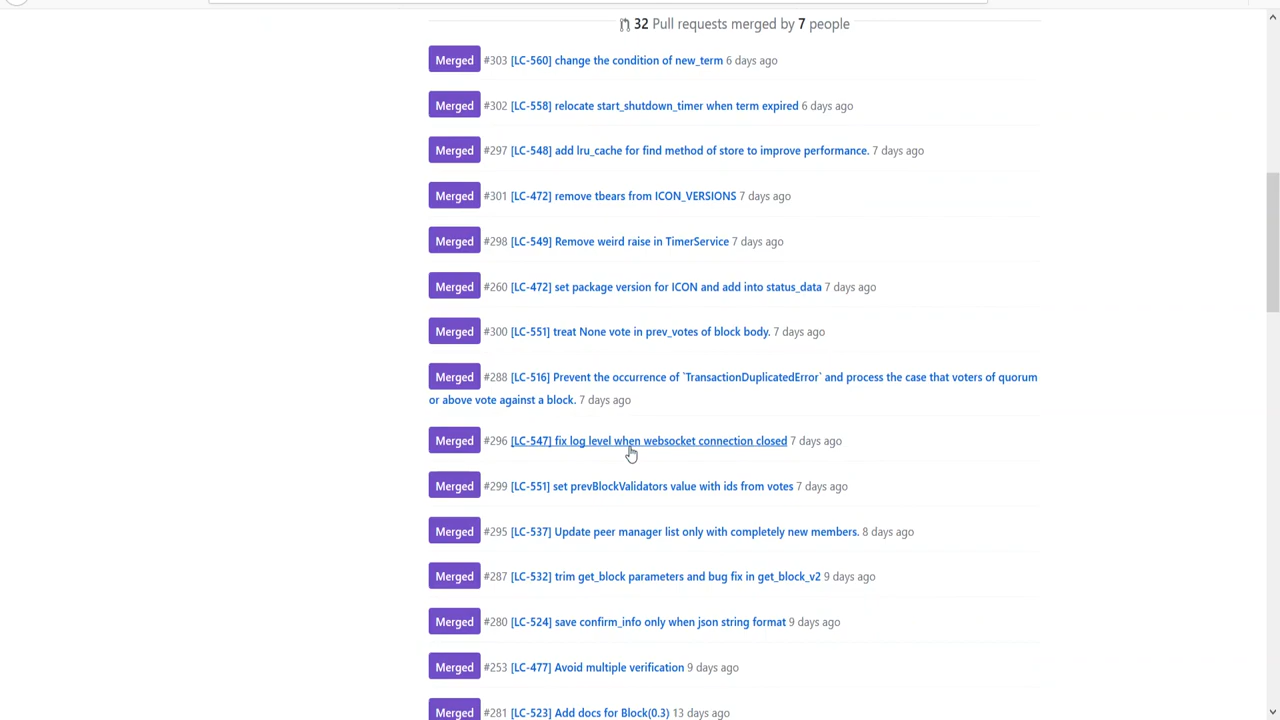 32 Pull requests merged by 7 people
Merged #303 [LC-560] change the condition of new_term 6 days ago
Merged #302 [LC-558] relocate start_shutdown_timer when term expired 6 days ago
Merged #297 [LC-548] add lru_cache for find method of store to improve performance. 7 days ago
Merged #301 [LC-472] remove tbears from ICON_VERSIONS 7 days ago
Merged #298 [LC-549] Remove weird raise in TimerService 7 days ago
Merged #260 [LC-472] set package version for ICON and add into status_data 7 days ago
Merged #300 [LC-551] treat None vote in prev_votes of block body. 7 days ago
Merged #288 [LC-516] Prevent the occurrence of `TransactionDuplicatedError` and process the case that voters of quorum
or above vote against a block. 7 days ago
Merged #296 [LC-547] fix log level when websocket connection closed 7 days ago
Merged #299 [LC-551] set prevBlockValidators value with ids from votes 7 days ago
Merged #295 [LC-537] Update peer manager list only with completely new members. 8 days ago
Merged #287 [LC-532] trim get_block parameters and bug fix in get_block_v2 9 days ago
Merged #280 [LC-524] save confirm_info only when json string format 9 days ago
Merged #253 [LC-477] Avoid multiple verification 9 days ago
Merged #281 [LC-523] Add docs for Block(0.3) 13 days ago